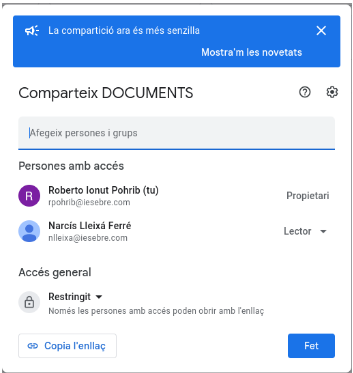 La compartició ara és més senzilla
Mostra'm les novetats
Comparteix DOCUMENTS
Afegeix persones i grups
Persones amb accés
R
Roberto Ionut Pohrib (tu)
rpohrib@iesebre.com
Propietari
Narcís Lleixá Ferré
nlleixa@iesebre.com
Lector
Accés general
Restringit
Només les persones amb accés poden obrir amb l'enllaç
Copia l'enllaç
Fet